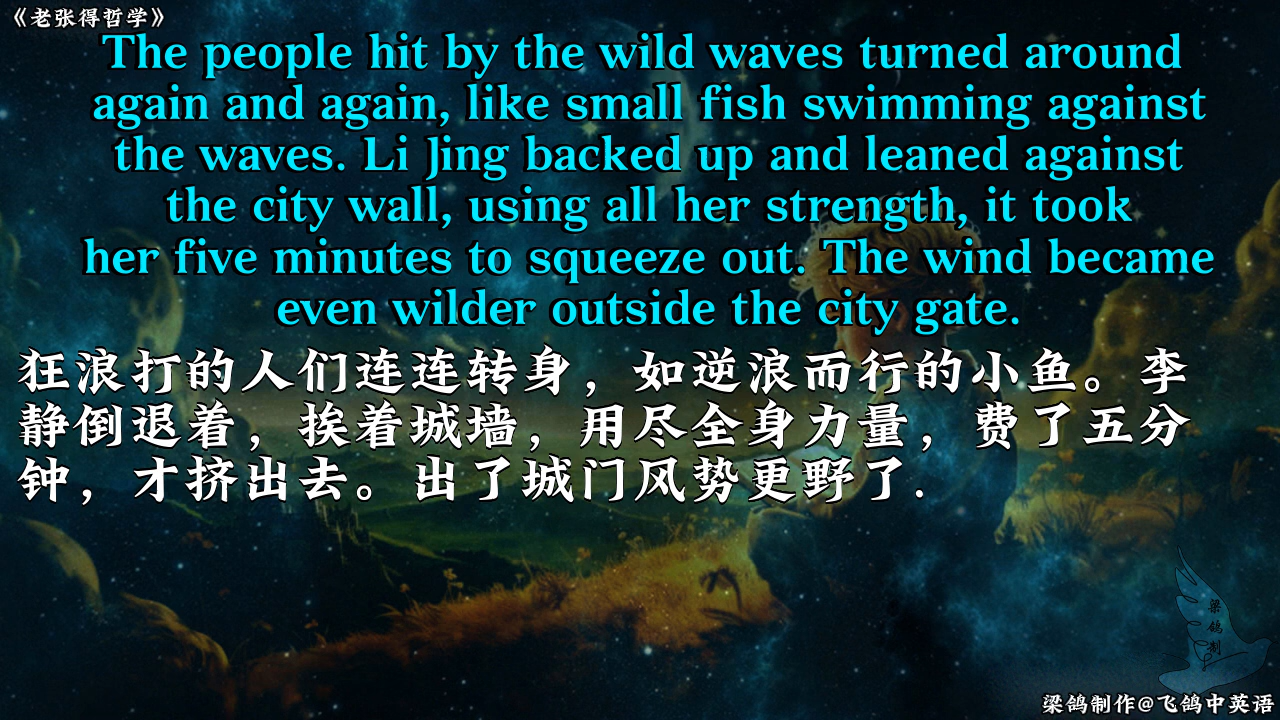 《老张得哲学》
The people hit by the wild waves turned around
again and again, like small fish swimming against
the waves. Li Jing backed up and leaned against
the city wall, using all her strength, it took
her five minutes to squeeze out. The wind became
even wilder outside the city gate.
狂浪打的人们连连转身，如逆浪而行的小鱼。李
静倒退着，挨着城墙，用尽全身力量，费了五分
钟，才挤出去。出了城门风势更野了.
梁鸽制
梁鸽制作@飞鸽中英语